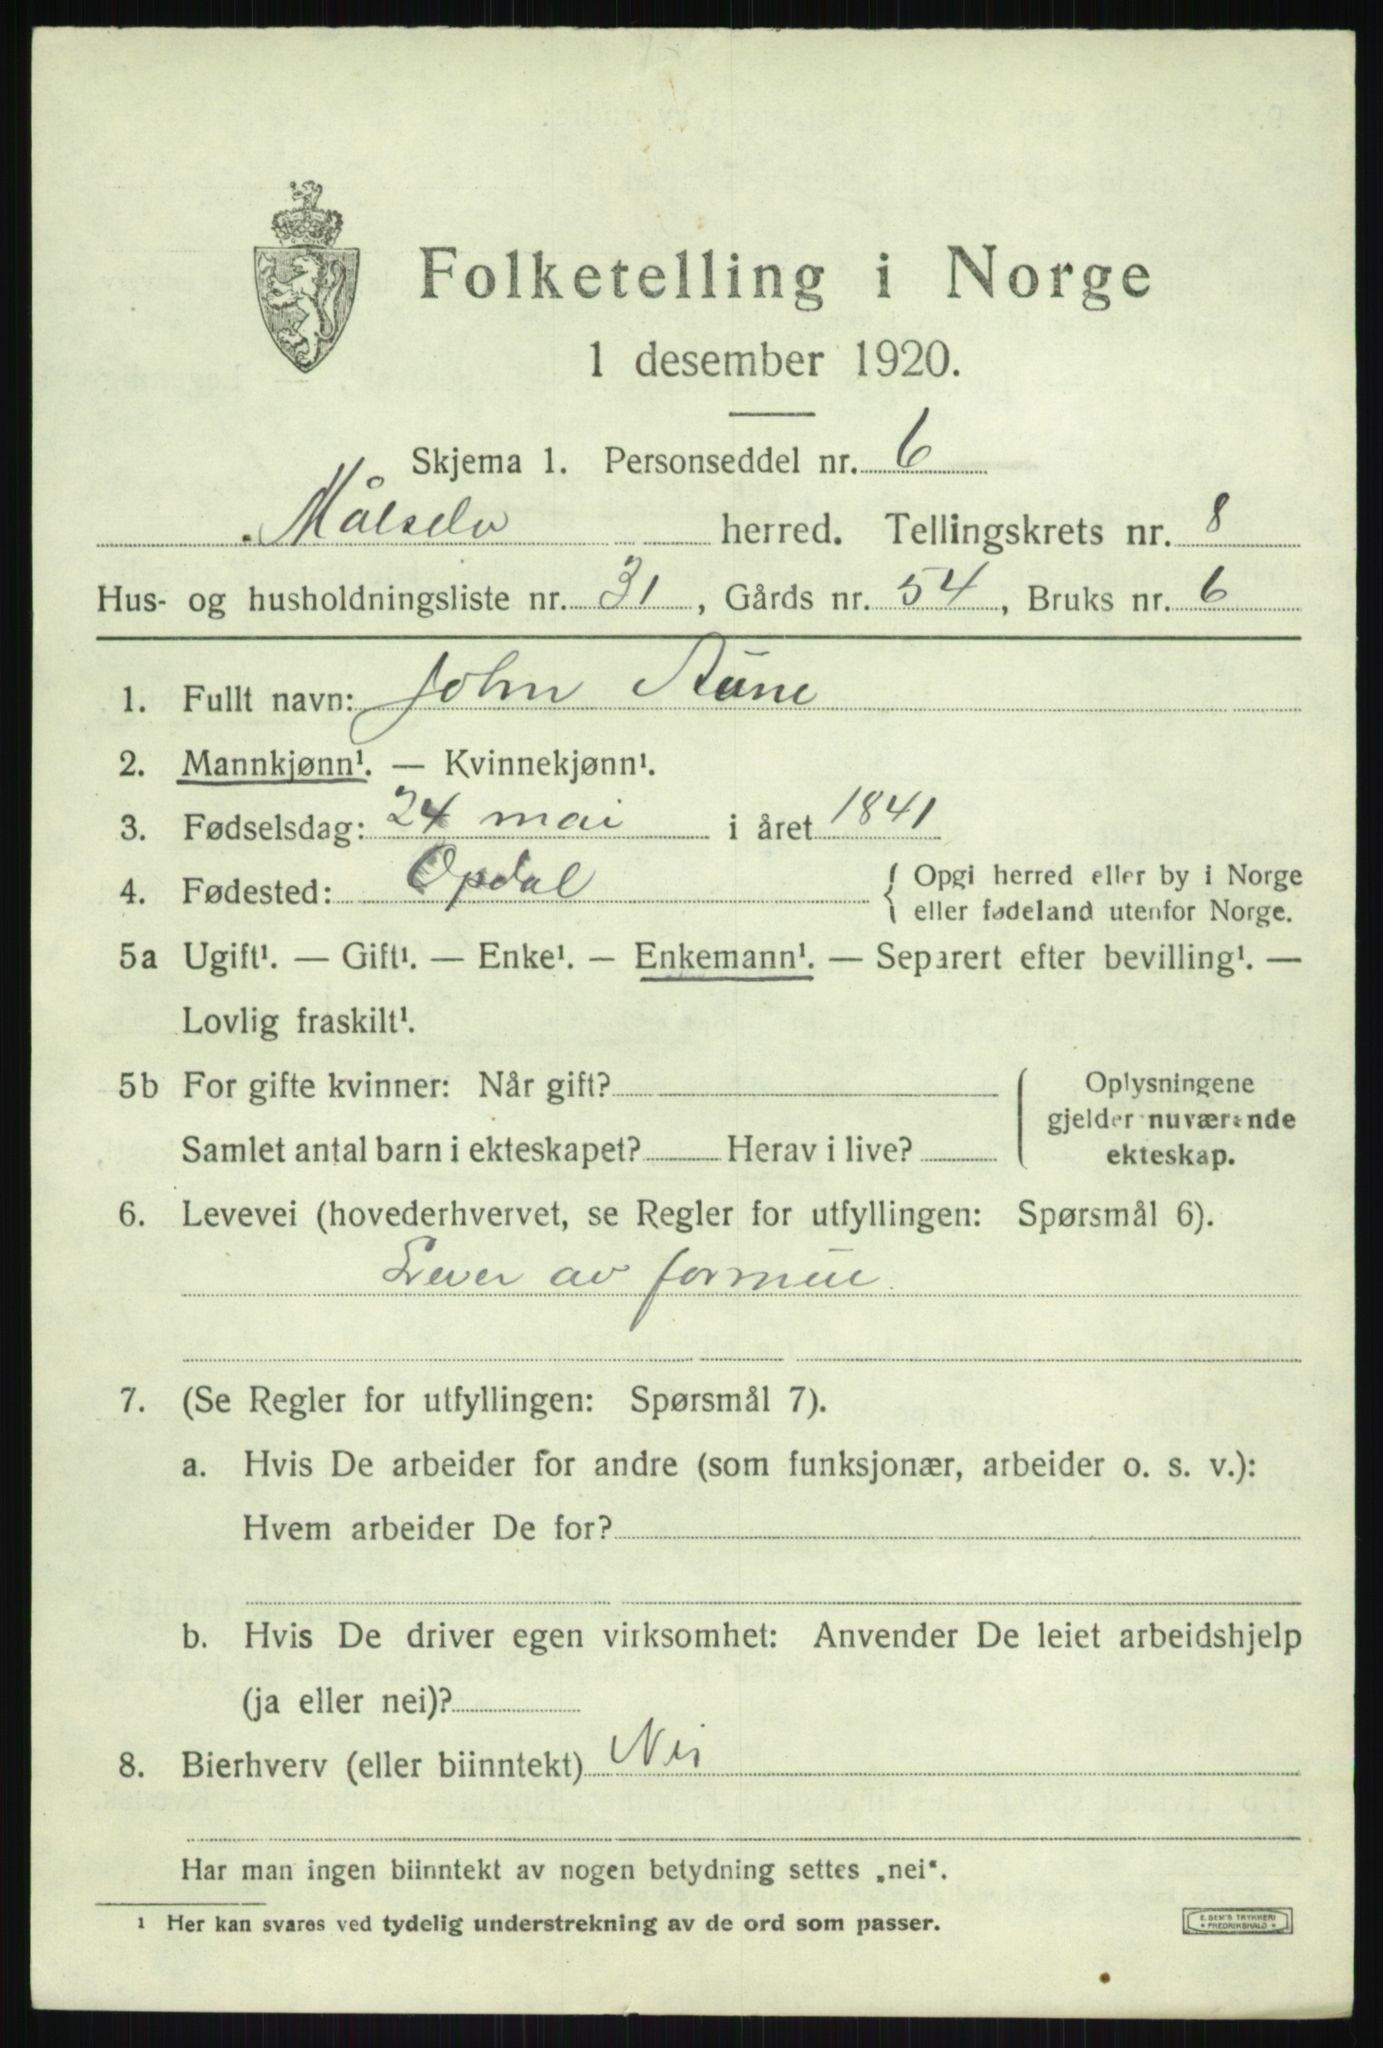 Folketelling i Norge
1 desember 1920.
Skjema 1. Personseddel nr. 6
Målselv herred. Tellingskrets nr. 8
Hus- og husholdningsliste nr. 31, Gårds nr. 54, Bruks nr. 6
1. Fullt navn: John Aune
2. Mannkjønn¹. — Kvinnekjønn¹.
3. Fødselsdag: 24 mai i året 1841
4. Fødested: Opdal { Opgi herred eller by i Norge
eller fødeland utenfor Norge.
5a Ugift¹. — Gift¹. — Enke¹. — Enkemann¹. — Separert efter bevilling¹. —
Lovlig fraskilt¹.
5b For gifte kvinner: Når gift? Oplysningene
gjelder nuværende
Samlet antal barn i ekteskapet? Herav i live? ekteskap.
6. Levevei (hovederhvervet, se Regler for utfyllingen: Spørsmål 6).
Lever av formue.
7. (Se Regler for utfyllingen: Spørsmål 7).
a. Hvis De arbeider for andre (som funksjonær, arbeider o. s. v.):
Hvem arbeider De for?
b. Hvis De driver egen virksomhet: Anvender De leiet arbeidshjelp
(ja eller nei)?
8. Bierhverv (eller biinntekt) Nei
Har man ingen biinntekt av nogen betydning settes „nei“.
¹ Her kan svares ved tydelig understrekning av de ord som passer.
E. SEM'S TRYKKERI
* FREDRIKSHALD *